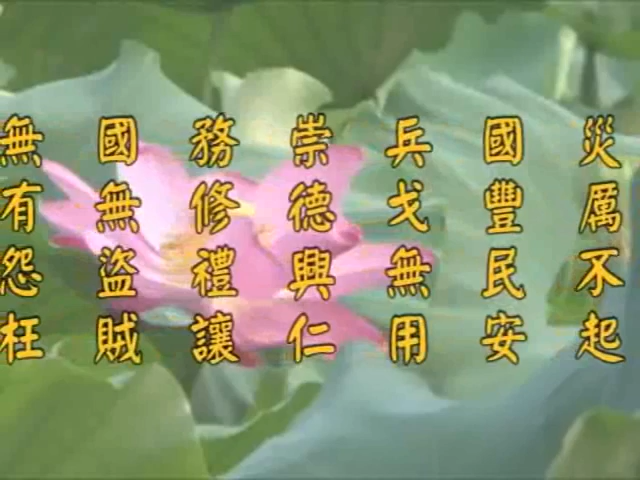 災厲不起
國豐民安
兵戈無用
崇德興仁
務修禮讓
國無盜賊
無有怨枉